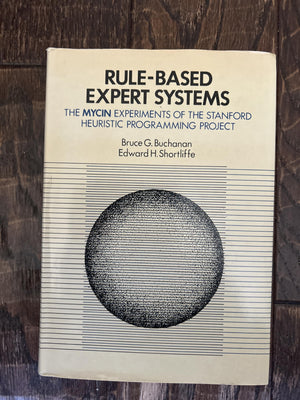 RULE-BASED
EXPERT SYSTEMS
THE MYCIN EXPERIMENTS OF THE STANFORD
HEURISTIC PROGRAMMING PROJECT
Bruce G. Buchanan
Edward H. Shortliffe